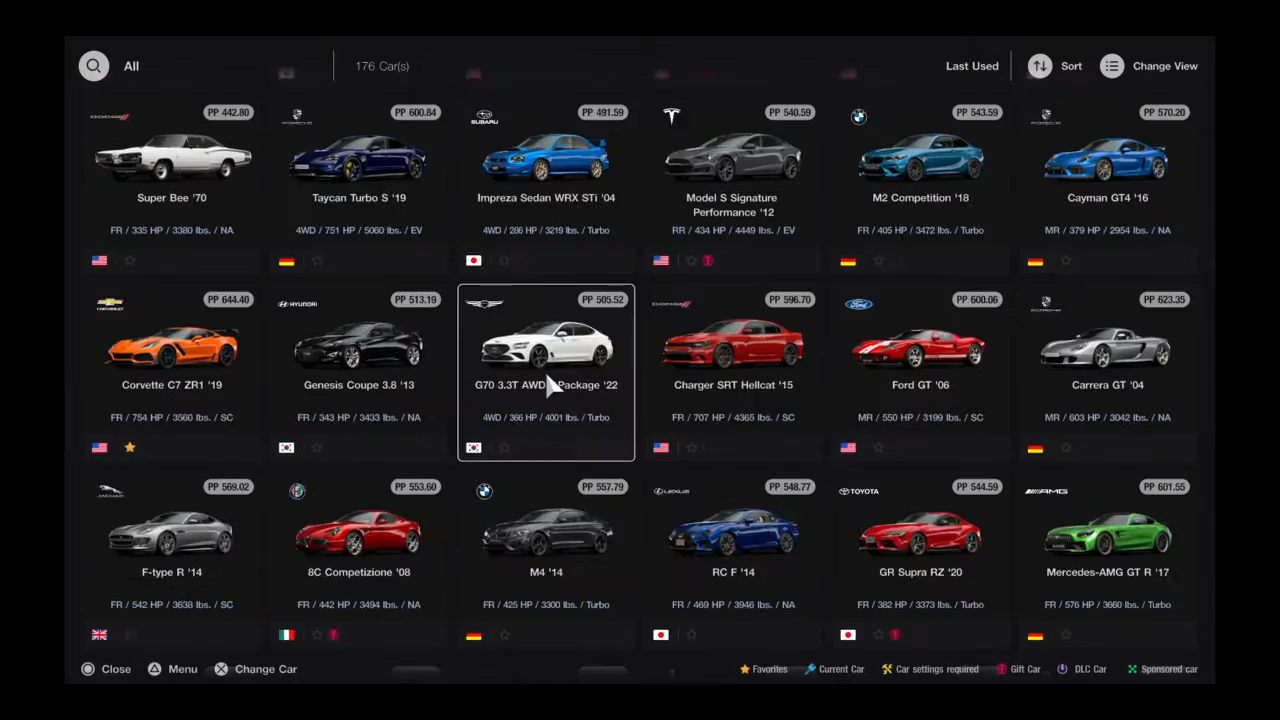 All
176 Car(s)
Last Used
Sort
Change View
PP 442.80
PP 600.84
SUBARU
PP 491.59
PP 540.59
PP 543.59
PP 570.20
Super Bee '70
Taycan Turbo S '19
Impreza Sedan WRX STi '04
Model S Signature
Performance '12
M2 Competition '18
Cayman GT4 '16
FR / 335 HP / 3380 lbs. / NA
4WD / 751 HP / 5060 lbs. / EV
4WD / 286 HP / 3219 lbs. / Turbo
RR / 434 HP / 4449 lbs. / EV
FR / 405 HP / 3472 lbs. / Turbo
MR / 379 HP / 2954 lbs. / NA
CHEVROLET
PP 644.40
HYUNDAI
PP 513.19
PP 505.52
DODGE
PP 596.70
Ford
PP 600.06
PP 623.35
Corvette C7 ZR1 '19
Genesis Coupe 3.8 '13
G70 3.3T AWD Package '22
Charger SRT Hellcat '15
Ford GT '06
Carrera GT '04
FR / 754 HP / 3560 lbs. / SC
FR / 343 HP / 3433 lbs. / NA
4WD / 366 HP / 4001 lbs. / Turbo
FR / 707 HP / 4365 lbs. / SC
MR / 550 HP / 3199 lbs. / SC
MR / 603 HP / 3042 lbs. / NA
JAGUAR
PP 569.02
PP 553.60
PP 557.79
LEXUS
PP 548.77
TOYOTA
PP 544.59
AMG
PP 601.55
F-type R '14
8C Competizione '08
M4 '14
RC F '14
GR Supra RZ '20
Mercedes-AMG GT R '17
FR / 542 HP / 3638 lbs. / SC
FR / 442 HP / 3494 lbs. / NA
FR / 425 HP / 3300 lbs. / Turbo
FR / 469 HP / 3946 lbs. / NA
FR / 382 HP / 3373 lbs. / Turbo
FR / 576 HP / 3660 lbs. / Turbo
Close
Menu
Change Car
Favorites
Current Car
Car settings required
Gift Car
DLC Car
Sponsored car